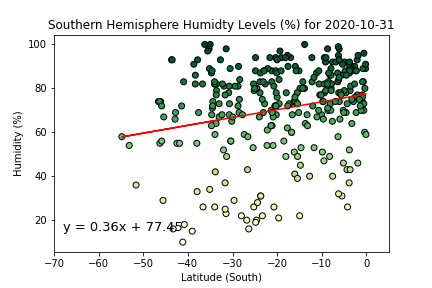 Southern Hemisphere Humidty Levels (%) for 2020-10-31
100
80
60
40
20
Humidity (%)
y = 0.36x + 77.45
-70 -60 -50 -40 -30 -20 -10 0
Latitude (South)